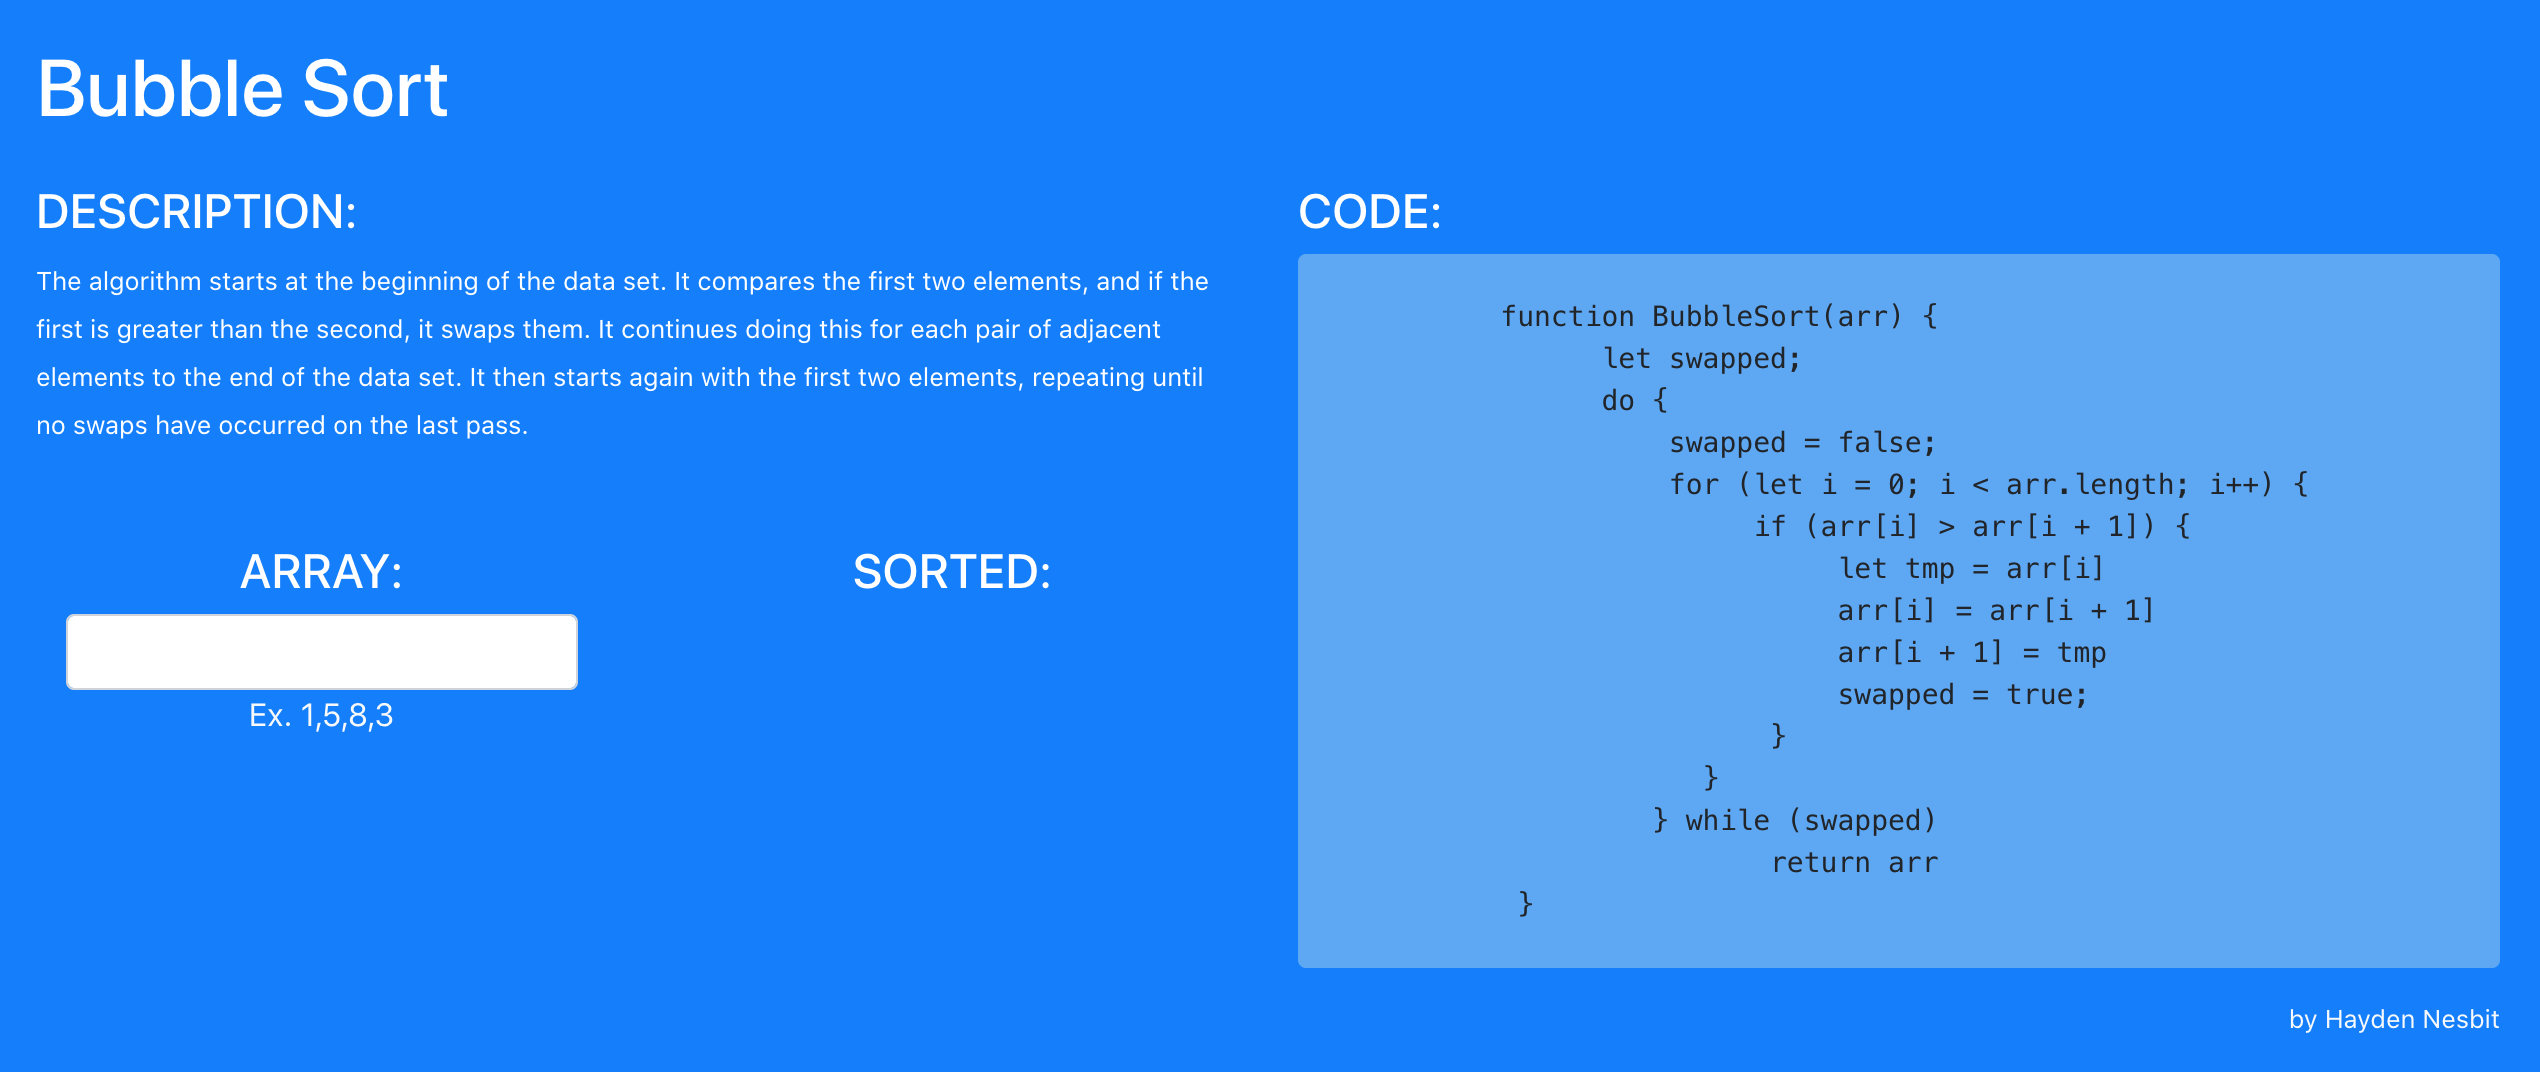 Bubble Sort
DESCRIPTION:
The algorithm starts at the beginning of the data set. It compares the first two elements, and if the
first is greater than the second, it swaps them. It continues doing this for each pair of adjacent
elements to the end of the data set. It then starts again with the first two elements, repeating until
no swaps have occurred on the last pass.
ARRAY:
Ex. 1,5,8,3
SORTED:
CODE:
function BubbleSort(arr) {
let swapped;
do {
swapped = false;
for (let i = 0; i < arr.length; i++) {
if (arr[i] > arr[i + 1]) {
let tmp = arr[i]
arr[i] = arr[i + 1]
arr[i + 1] = tmp
swapped = true;
}
}
} while (swapped)
return arr
}
by Hayden Nesbit